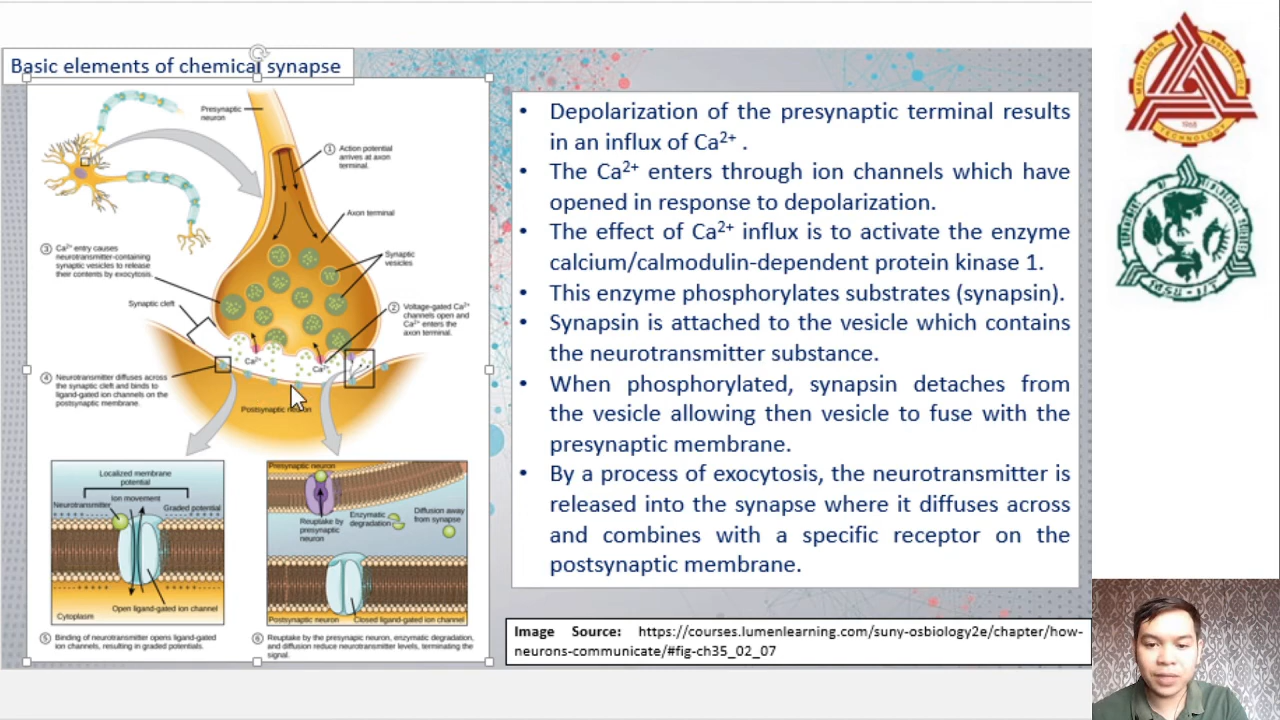 Basic elements of chemical synapse
Presynaptic
neuron
① Action potential
arrives at axon
terminal.
Axon terminal
③ Ca²⁺ entry causes
neurotransmitter-containing
synaptic vesicles to release
their contents by exocytosis.
Synaptic
vesicles
Synaptic cleft
② Voltage-gated Ca²⁺
channels open and
Ca²⁺ enters the
axon terminal.
Ca²⁺
Ca²⁺
④ Neurotransmitter diffuses across
the synaptic cleft and binds to
ligand-gated ion channels on the
postsynaptic membrane.
Postsynaptic neuron
Localized membrane
potential
Ion movement
Neurotransmitter
Graded potential
Open ligand-gated ion channel
Cytoplasm
⑤ Binding of neurotransmitter opens ligand-gated
ion channels, resulting in graded potentials.
Presynaptic neuron
Reuptake by
presynaptic
neuron
Enzymatic
degradation
Diffusion away
from synapse
Postsynaptic neuron
Closed ligand-gated ion channel
⑥ Reuptake by the presynapic neuron, enzymatic degradation,
and diffusion reduce neurotransmitter levels, terminating the
signal.
• Depolarization of the presynaptic terminal results
in an influx of Ca²⁺ .
• The Ca²⁺ enters through ion channels which have
opened in response to depolarization.
• The effect of Ca²⁺ influx is to activate the enzyme
calcium/calmodulin-dependent protein kinase 1.
• This enzyme phosphorylates substrates (synapsin).
• Synapsin is attached to the vesicle which contains
the neurotransmitter substance.
• When phosphorylated, synapsin detaches from
the vesicle allowing then vesicle to fuse with the
presynaptic membrane.
• By a process of exocytosis, the neurotransmitter is
released into the synapse where it diffuses across
and combines with a specific receptor on the
postsynaptic membrane.
Image Source: https://courses.lumenlearning.com/suny-osbiology2e/chapter/how-
neurons-communicate/#fig-ch35_02_07